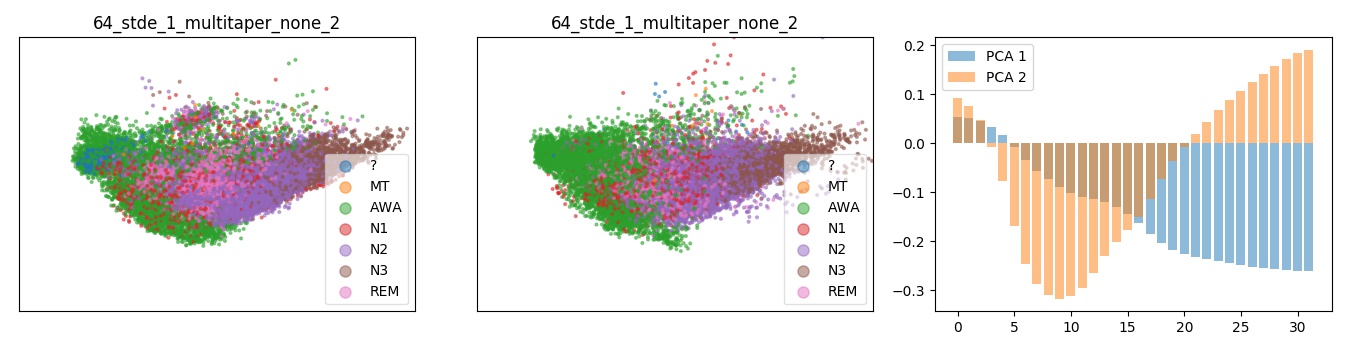 64_stde_1_multitaper_none_2
?
MT
AWA
N1
N2
N3
REM
64_stde_1_multitaper_none_2
?
MT
AWA
N1
N2
N3
REM
PCA 1
PCA 2
0.2
0.1
0.0
−0.1
−0.2
−0.3
0 5 10 15 20 25 30